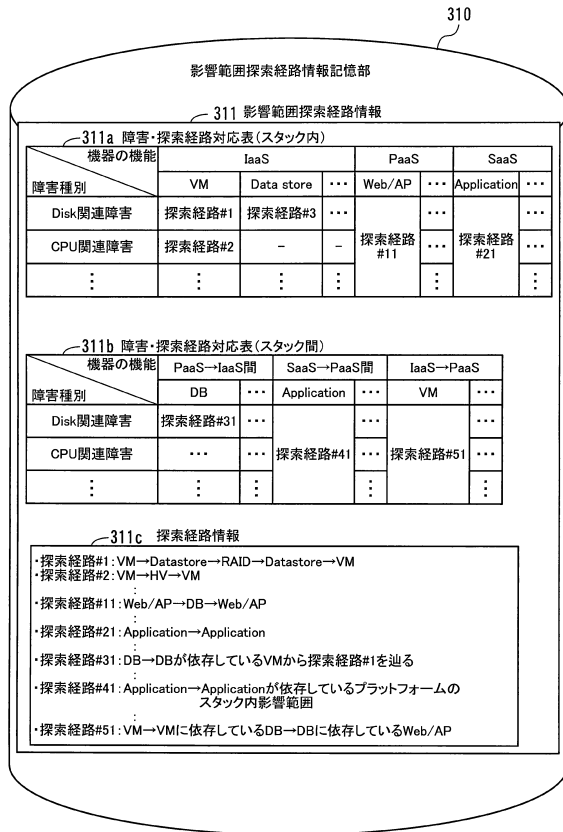 310
影響範囲探索経路情報記憶部
311 影響範囲探索経路情報
311a 障害・探索経路対応表(スタック内)
機器の機能 IaaS PaaS SaaS
障害種別 VM Data store ・・・ Web/AP ・・・ Application ・・・
Disk関連障害 探索経路#1 探索経路#3 ・・・ 探索経路#11 ・・・ 探索経路#21 ・・・
CPU関連障害 探索経路#2 - - ・・・ ・・・
⋮ ⋮ ⋮ ⋮ ⋮ ⋮
311b 障害・探索経路対応表(スタック間)
機器の機能 PaaS→IaaS間 SaaS→PaaS間 IaaS→PaaS
障害種別 DB ・・・ Application ・・・ VM ・・・
Disk関連障害 探索経路#31 ・・・ 探索経路#41 ・・・ 探索経路#51 ・・・
CPU関連障害 ・・・ ・・・ ・・・ ・・・
⋮ ⋮ ⋮ ⋮ ⋮
311c 探索経路情報
・探索経路#1:VM→Datastore→RAID→Datastore→VM
・探索経路#2:VM→HV→VM
:
・探索経路#11:Web/AP→DB→Web/AP
:
・探索経路#21:Application→Application
:
・探索経路#31:DB→DBが依存しているVMから探索経路#1を辿る
:
・探索経路#41:Application→Applicationが依存しているプラットフォームの
スタック内影響範囲
:
・探索経路#51:VM→VMに依存しているDB→DBに依存しているWeb/AP